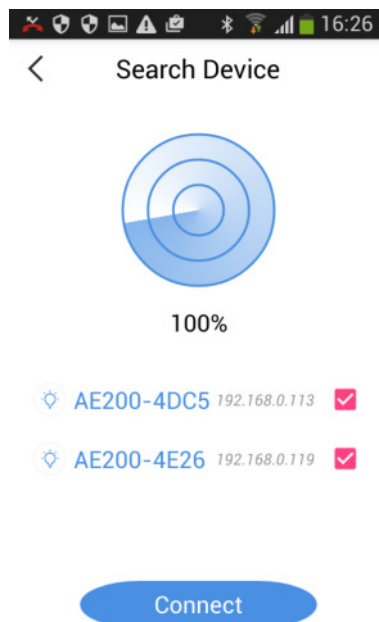 16:26
Search Device
100%
AE200-4DC5 192.168.0.113
AE200-4E26 192.168.0.119
Connect